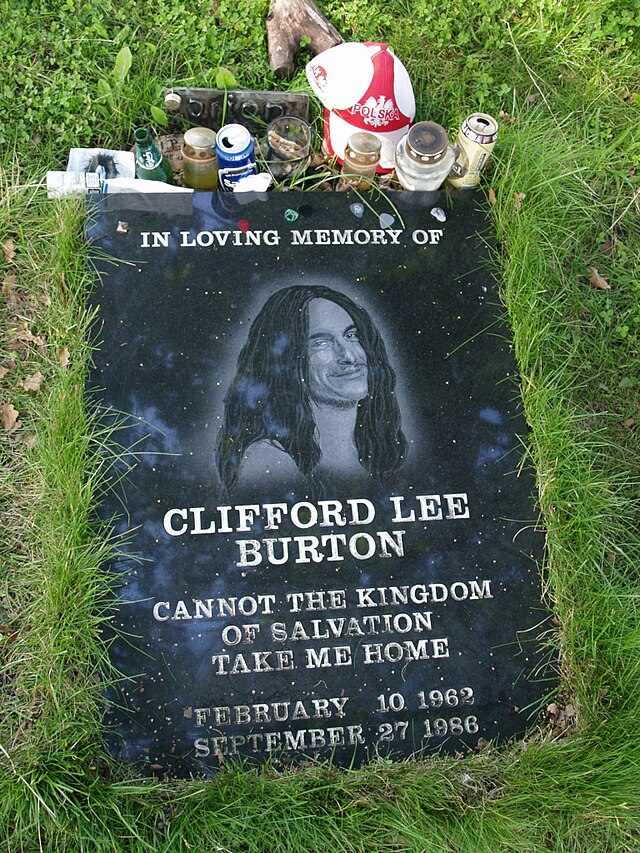 POLSKA
IN LOVING MEMORY OF
CLIFFORD LEE
BURTON
CANNOT THE KINGDOM
OF SALVATION
TAKE ME HOME
FEBRUARY 10 1962
SEPTEMBER 27 1986